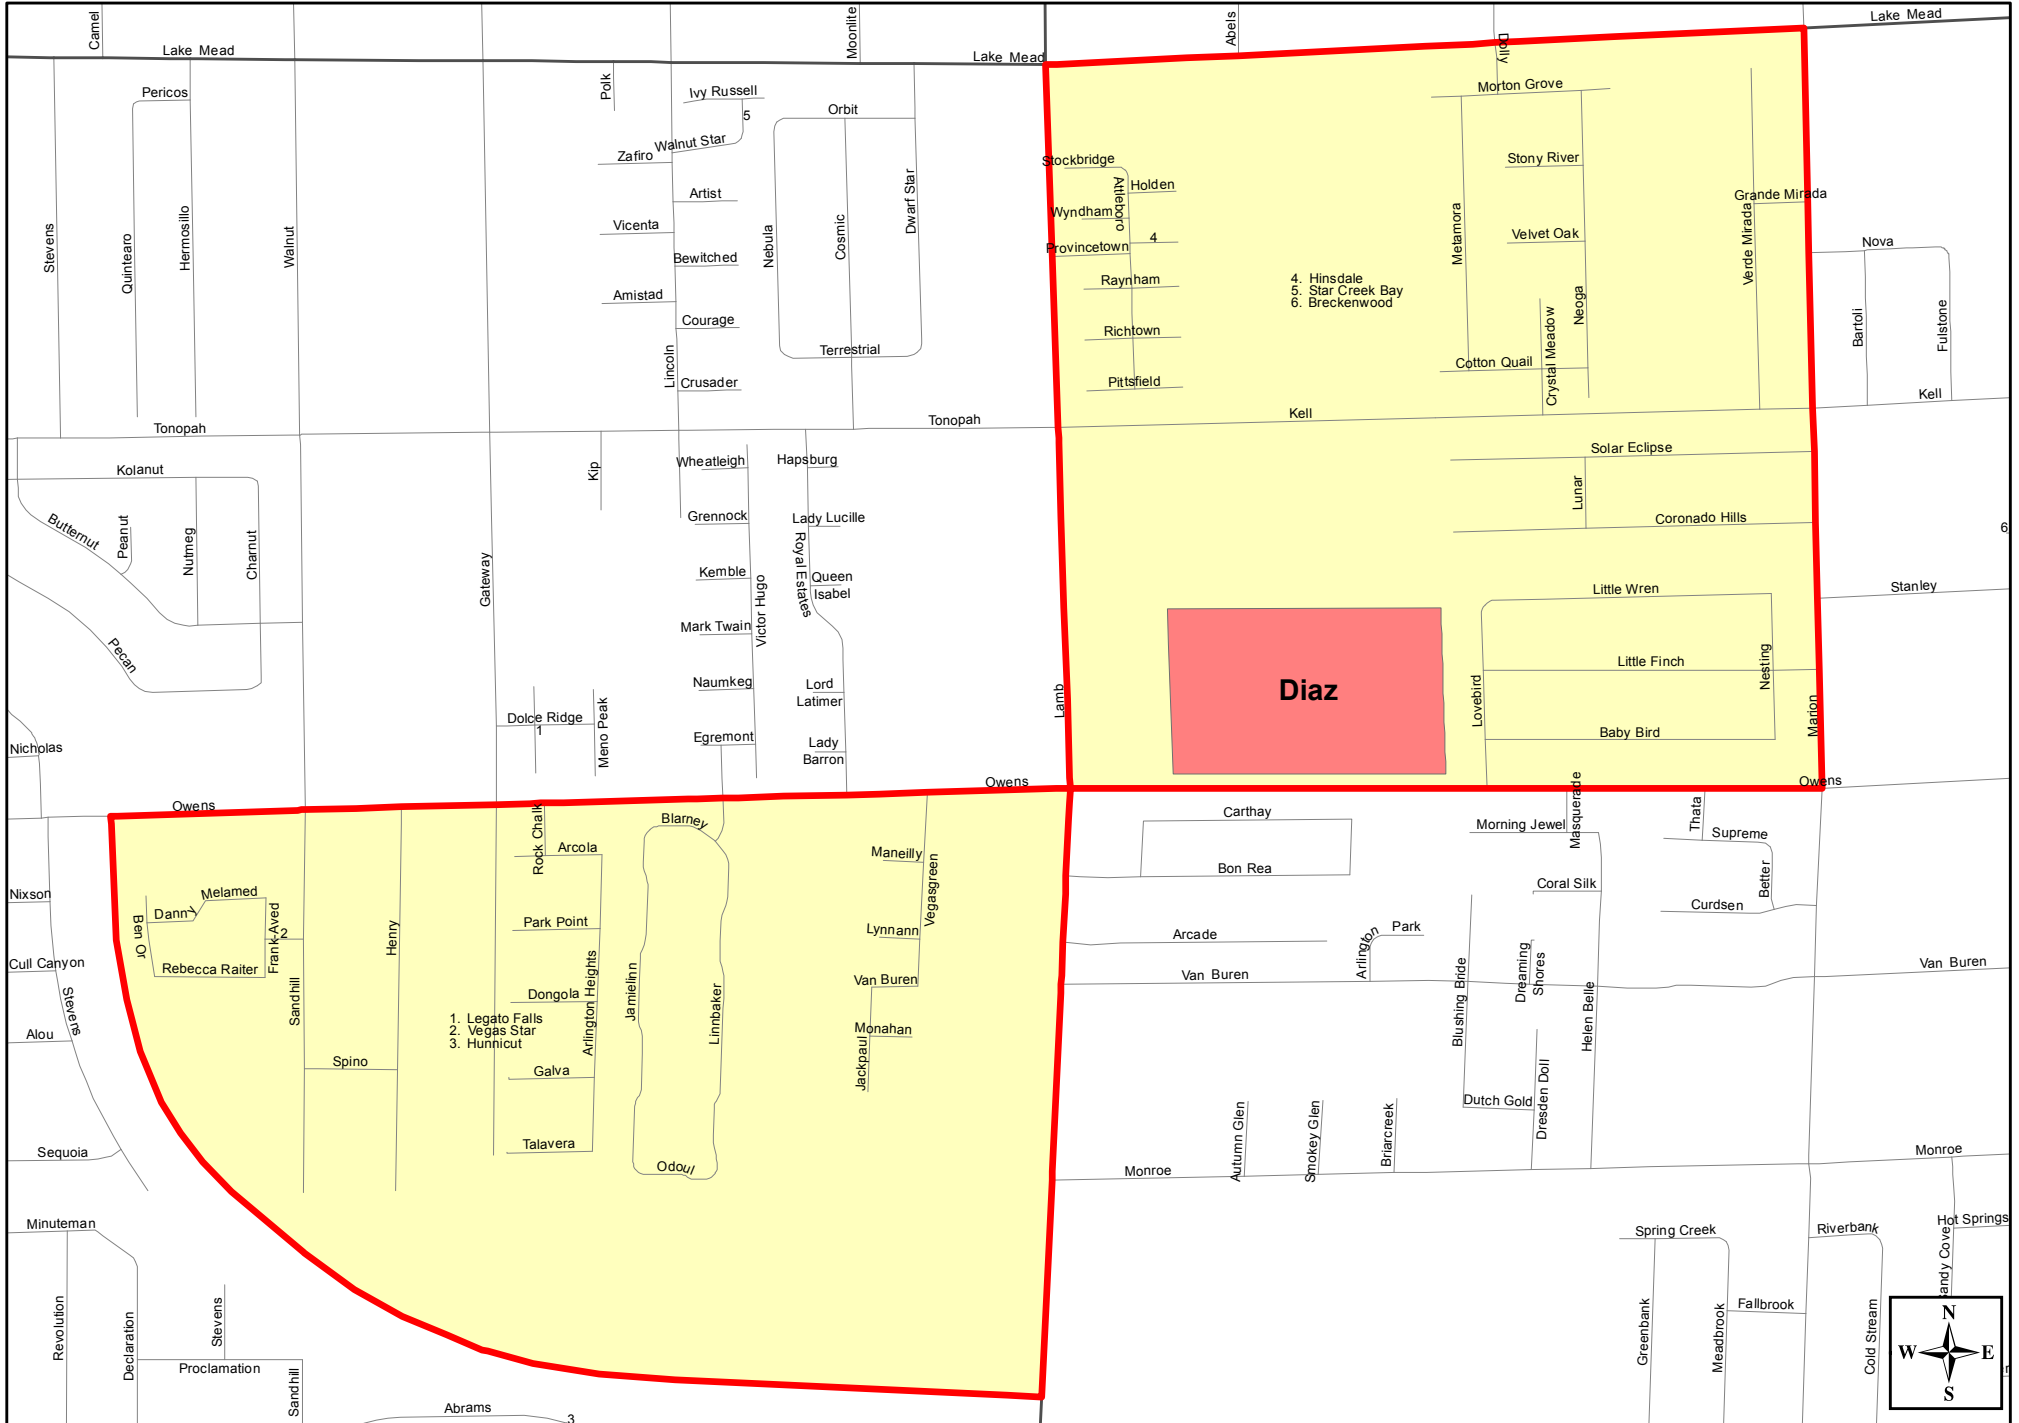 Camel
Moonlite
Abels
Dolly
Lake Mead
Lake Mead
Lake Mead
Pericos
Polk
Ivy Russell
5
Orbit
Morton Grove
Walnut Star
Zafiro
Stockbridge
Stony River
Artist
Holden
Attleboro
Grande Mirada
Wyndham
Vicenta
Dwarf Star
Stevens
Quintearo
Hermosillo
Walnut
Nebula
Cosmic
4
Provincetown
Metamora
Velvet Oak
Verde Mirada
Nova
Bewitched
Raynham
4. Hinsdale
5. Star Creek Bay
6. Breckenwood
Amistad
Neoga
Courage
Richtown
Bartoli
Fulstone
Terrestrial
Lincoln
Crystal Meadow
Cotton Quail
Crusader
Pittsfield
Kell
Kell
Tonopah
Tonopah
Solar Eclipse
Kolanut
Kip
Wheatleigh
Hapsburg
Lunar
Butternut
Peanut
Nutmeg
Charnut
Grennock
Lady Lucille
Coronado Hills
6
Royal Estates
Gateway
Kemble
Queen
Isabel
Little Wren
Stanley
Victor Hugo
Mark Twain
Pecan
Little Finch
Nesting
Naumkeg
Lord
Latimer
Lamb
Diaz
Lovebird
Marion
Dolce Ridge
1
Meno Peak
Egremont
Lady
Barron
Baby Bird
Nicholas
Owens
Owens
Owens
Masquerade
Rock Chalk
Blarney
Carthay
Morning Jewel
Thata
Supreme
Arcola
Maneilly
Vegasgreen
Bon Rea
Coral Silk
Better
Nixson
Melamed
Danny
Ben Or
Frank Aved
2
Henry
Park Point
Lynnann
Arcade
Arlington
Park
Curdsen
Cull Canyon
Rebecca Raiter
Sandhill
Stevens
Dongola
Arlington Heights
Jamielinn
Linnbaker
Van Buren
Van Buren
Van Buren
Blushing Bride
Dreaming
Shores
Helen Belle
1. Legato Falls
2. Vegas Star
3. Hunnicut
Alou
Monahan
Jackpaul
Spino
Galva
Dutch Gold
Dresden Doll
Autumn Glen
Smokey Glen
Briarcreek
Sequoia
Talavera
Odoul
Monroe
Monroe
Minuteman
Spring Creek
Riverbank
Hot Springs
Revolution
Declaration
Stevens
Proclamation
Sandhill
Abrams
3
Greenbank
Meadbrook
Fallbrook
Cold Stream
andy Cove
N
W
E
S